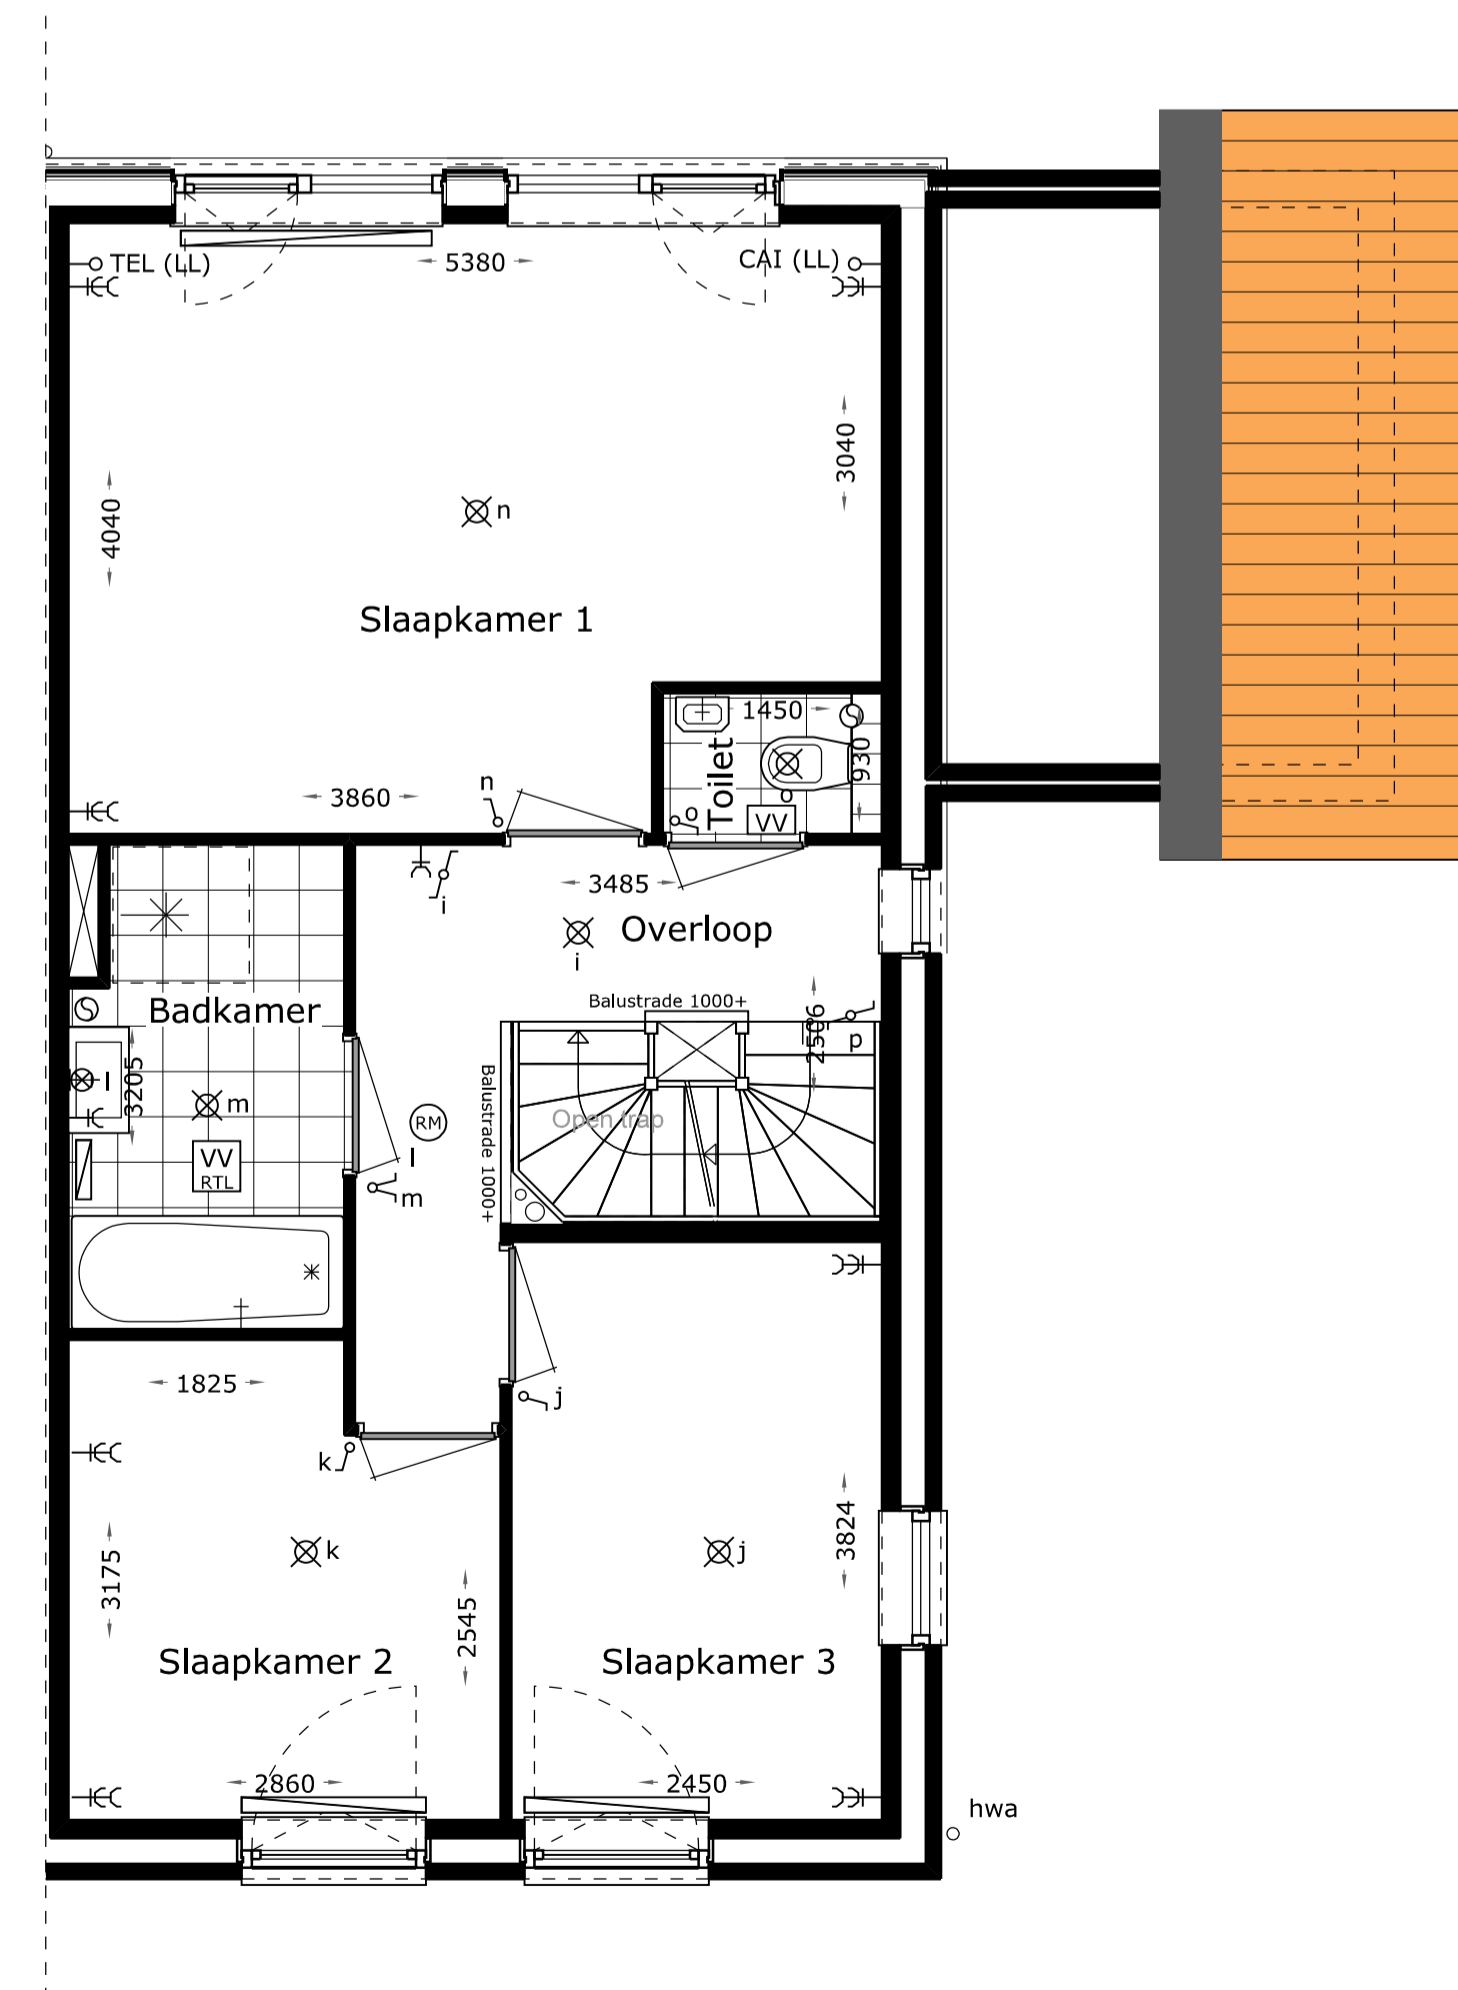 TEL (LL)
5380
CAI (LL)
3040
4040
n
Slaapkamer 1
1450
930
Toilet
n
3860
o
VV
3485
i
Overloop
i
Balustrade 1000+
Badkamer
2506
p
l
3205
m
Balustrade 1000+
Open trap
RM
VV
RTL
l
m
1825
j
k
3824
k
j
3175
2545
Slaapkamer 2
Slaapkamer 3
2860
2450
hwa